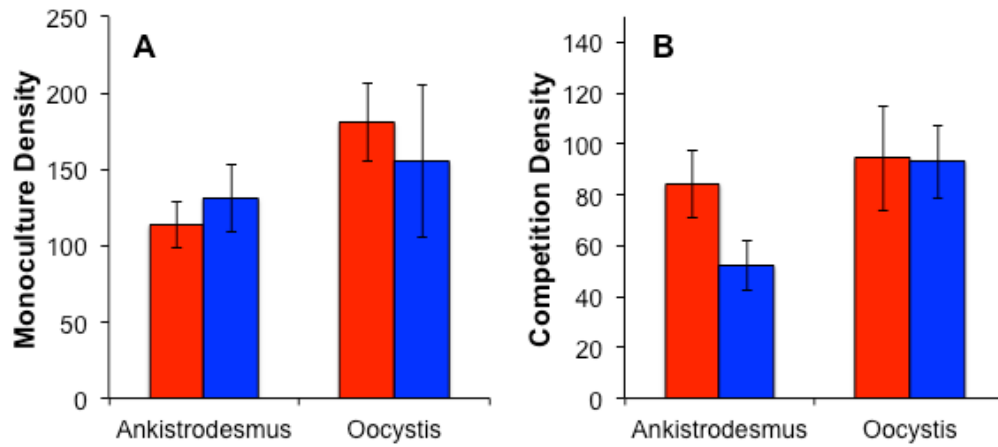 A
Monoculture Density
250
200
150
100
50
0
Ankistrodesmus Oocystis
B
Competition Density
140
120
100
80
60
40
20
0
Ankistrodesmus Oocystis